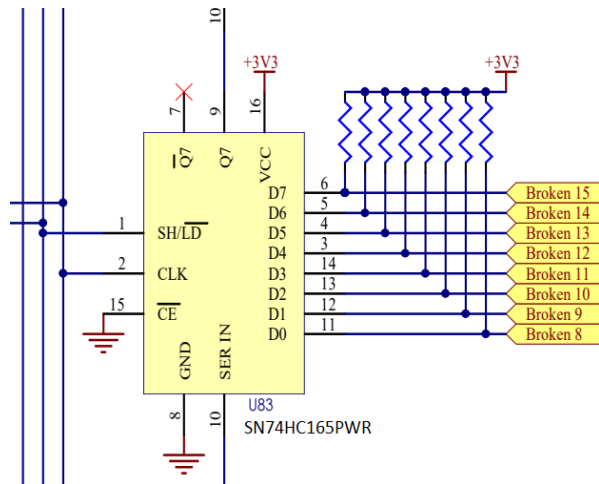 10
+3V3
+3V3
7
9
16
Q7
Q7
VCC
D7
6
Broken 15
D6
5
Broken 14
1
SH/LD
D5
4
Broken 13
D4
3
Broken 12
2
CLK
D3
14
Broken 11
D2
13
Broken 10
15
CE
D1
12
Broken 9
D0
11
Broken 8
GND
SER IN
8
10
U83
SN74HC165PWR